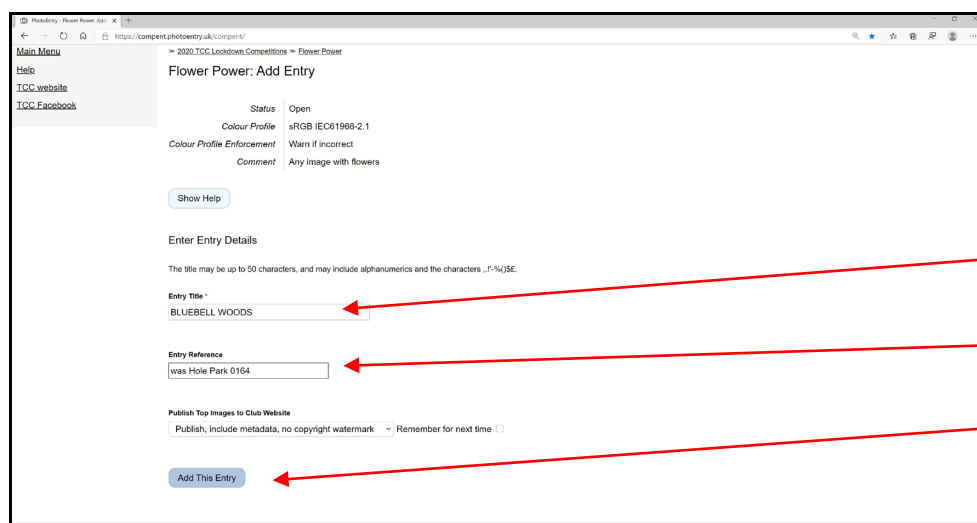 PhotoEntry - Flower Power: Add
https://compent.photoentry.uk/compent/
Main Menu
Help
TCC website
TCC Facebook
>> 2020 TCC Lockdown Competitions >> Flower Power
Flower Power: Add Entry
Status Open
Colour Profile sRGB IEC61966-2.1
Colour Profile Enforcement Warn if incorrect
Comment Any image with flowers
Show Help
Enter Entry Details
The title may be up to 50 characters, and may include alphanumerics and the characters ,.!'-%()$£.
Entry Title *
BLUEBELL WOODS
Entry Reference
was Hole Park 0164
Publish Top Images to Club Website
Publish, include metadata, no copyright watermark Remember for next time
Add This Entry